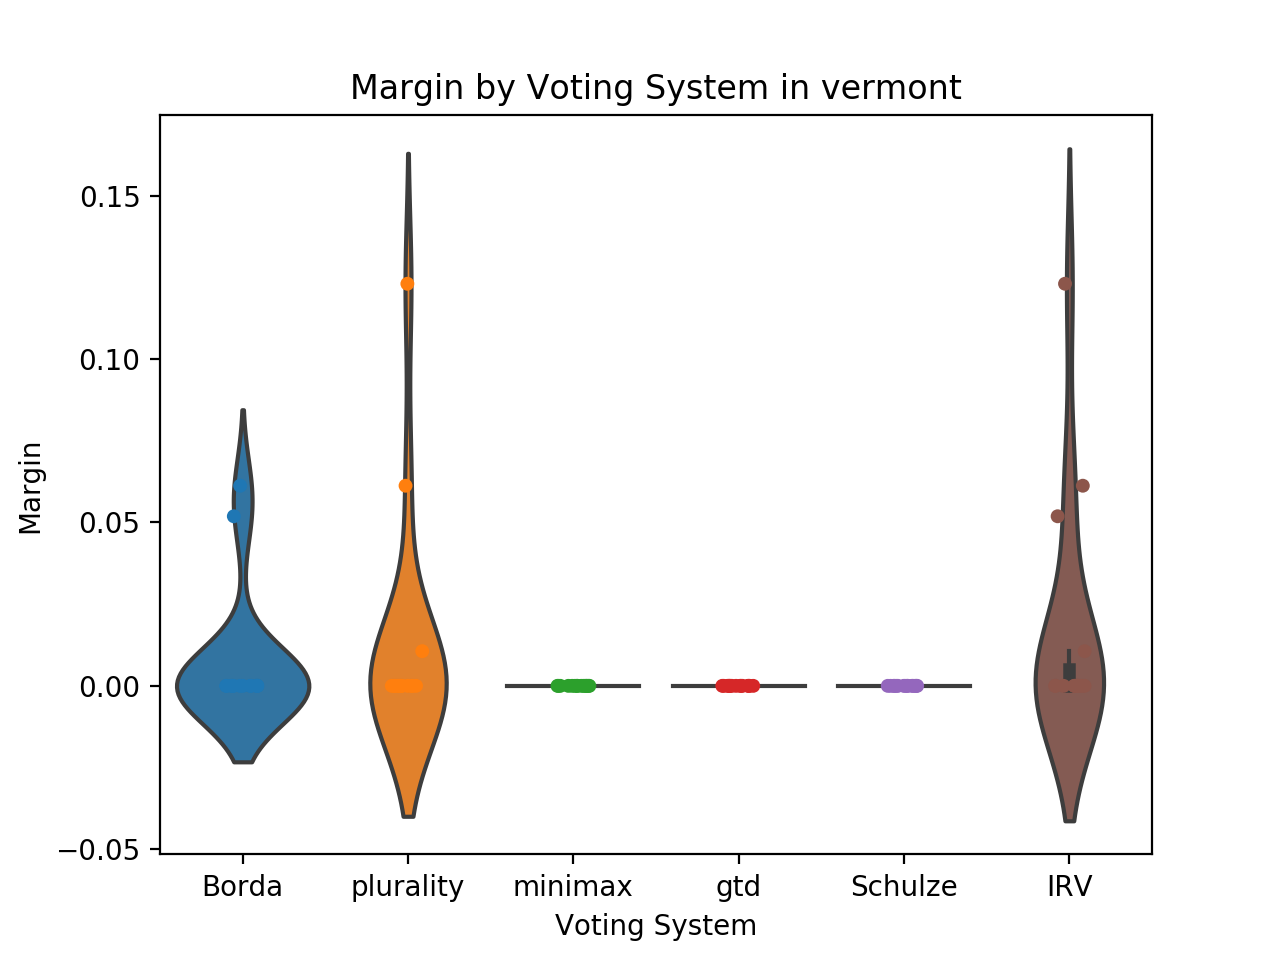 Margin by Voting System in vermont
Margin
0.15
0.10
0.05
0.00
−0.05
Borda plurality minimax gtd Schulze IRV
Voting System